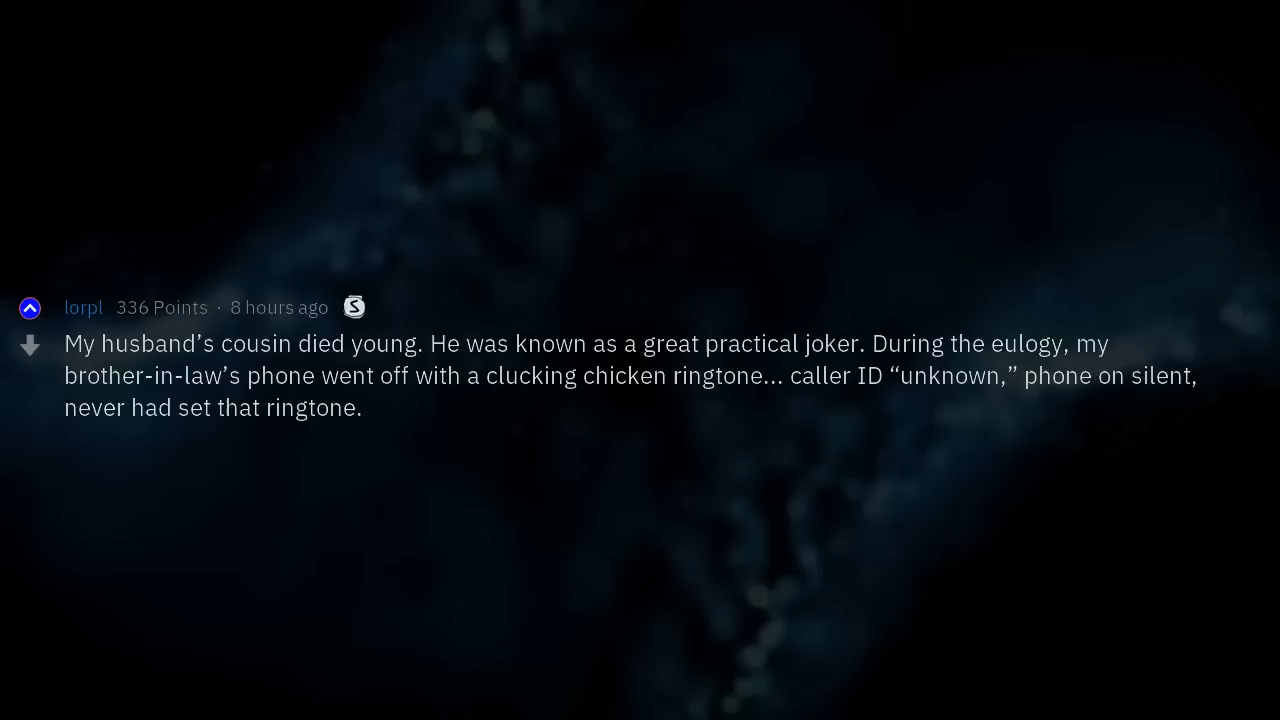 lorpl 336 Points · 8 hours ago S
My husband’s cousin died young. He was known as a great practical joker. During the eulogy, my
brother-in-law’s phone went off with a clucking chicken ringtone... caller ID “unknown,” phone on silent,
never had set that ringtone.